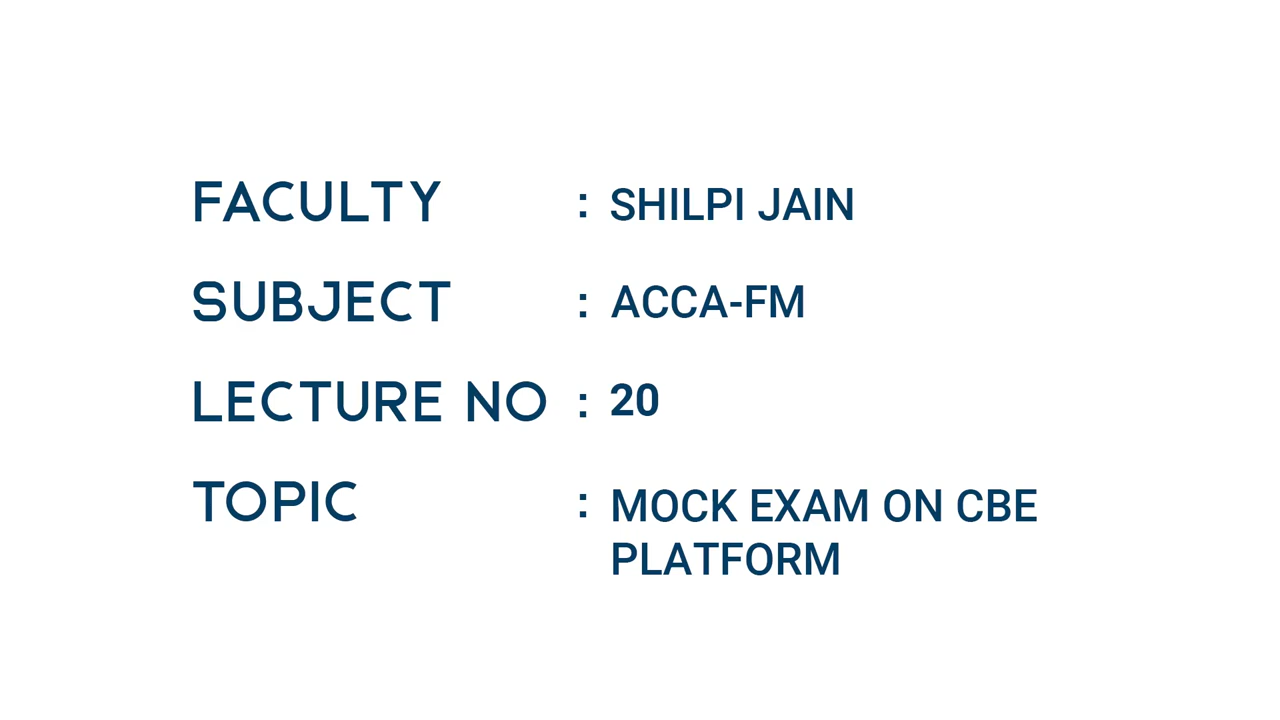 FACULTY : SHILPI JAIN
SUBJECT : ACCA-FM
LECTURE NO : 20
TOPIC : MOCK EXAM ON CBE
PLATFORM